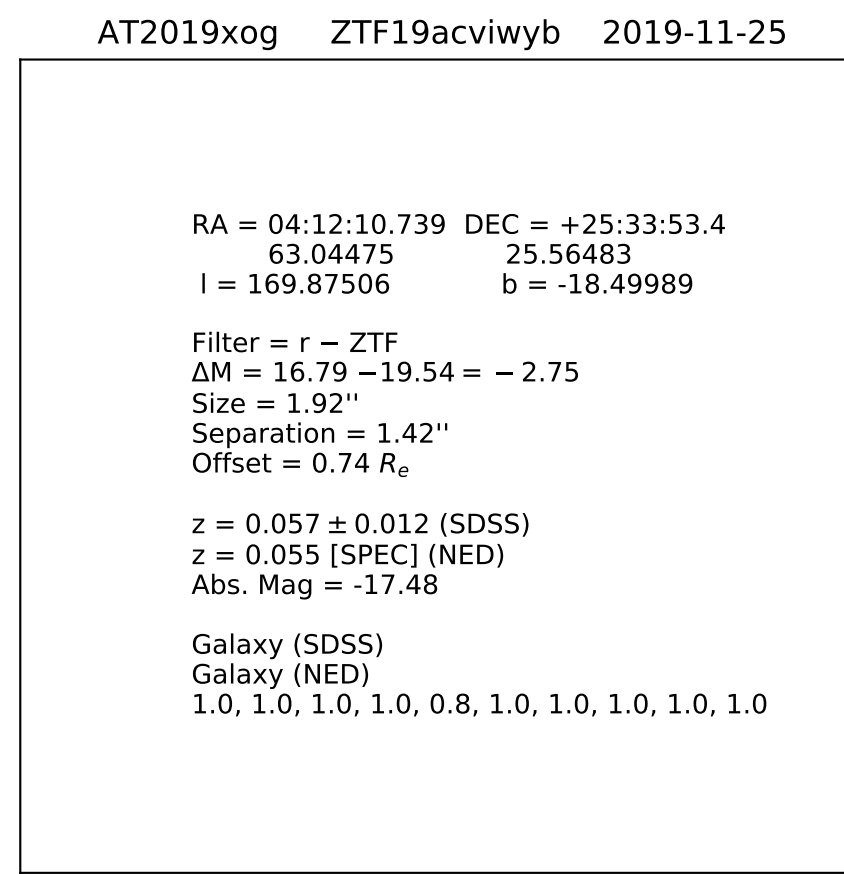 AT2019xog ZTF19acviwyb 2019-11-25
RA = 04:12:10.739 DEC = +25:33:53.4
63.04475 25.56483
l = 169.87506 b = -18.49989
Filter = r − ZTF
ΔM = 16.79 −19.54 = − 2.75
Size = 1.92''
Separation = 1.42''
Offset = 0.74 Rₑ
z = 0.057 ± 0.012 (SDSS)
z = 0.055 [SPEC] (NED)
Abs. Mag = -17.48
Galaxy (SDSS)
Galaxy (NED)
1.0, 1.0, 1.0, 1.0, 0.8, 1.0, 1.0, 1.0, 1.0, 1.0